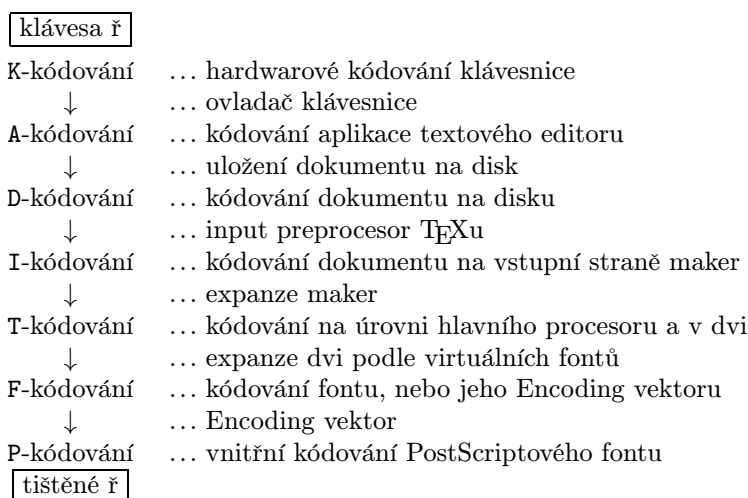 klávesa ř
K-kódování ... hardwarové kódování klávesnice
↓ ... ovladač klávesnice
A-kódování ... kódování aplikace textového editoru
↓ ... uložení dokumentu na disk
D-kódování ... kódování dokumentu na disku
↓ ... input preprocesor TEXu
I-kódování ... kódování dokumentu na vstupní straně maker
↓ ... expanze maker
T-kódování ... kódování na úrovni hlavního procesoru a v dvi
↓ ... expanze dvi podle virtuálních fontů
F-kódování ... kódování fontu, nebo jeho Encoding vektoru
↓ ... Encoding vektor
P-kódování ... vnitřní kódování PostScriptového fontu
tištěné ř